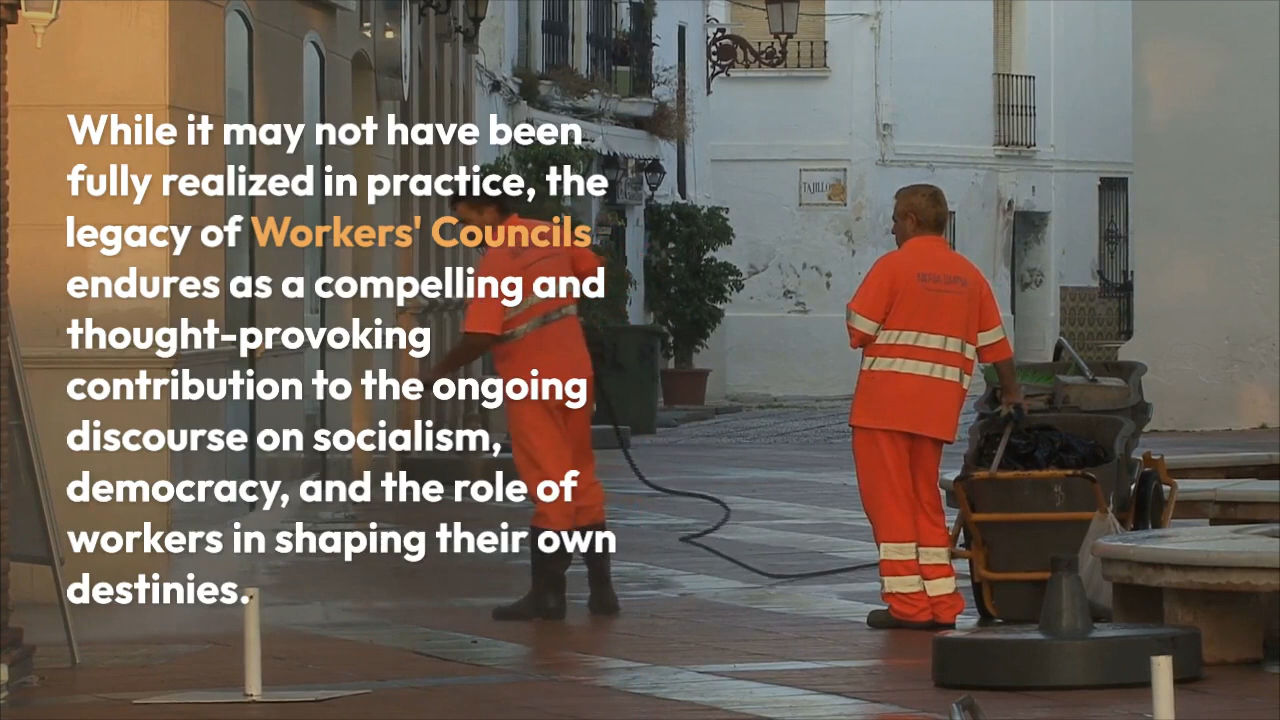 While it may not have been
fully realized in practice, the
legacy of Workers' Councils
endures as a compelling and
thought-provoking
contribution to the ongoing
discourse on socialism,
democracy, and the role of
workers in shaping their own
destinies.
TAJILLO